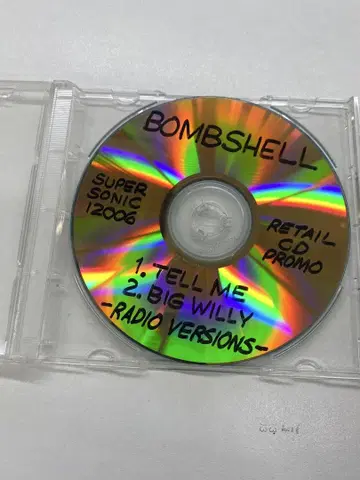 BOMBSHELL
SUPER
SONIC
12006
RETAIL
CD
PROMO
1. TELL ME
2. BIG WILLY
-RADIO VERSIONS-